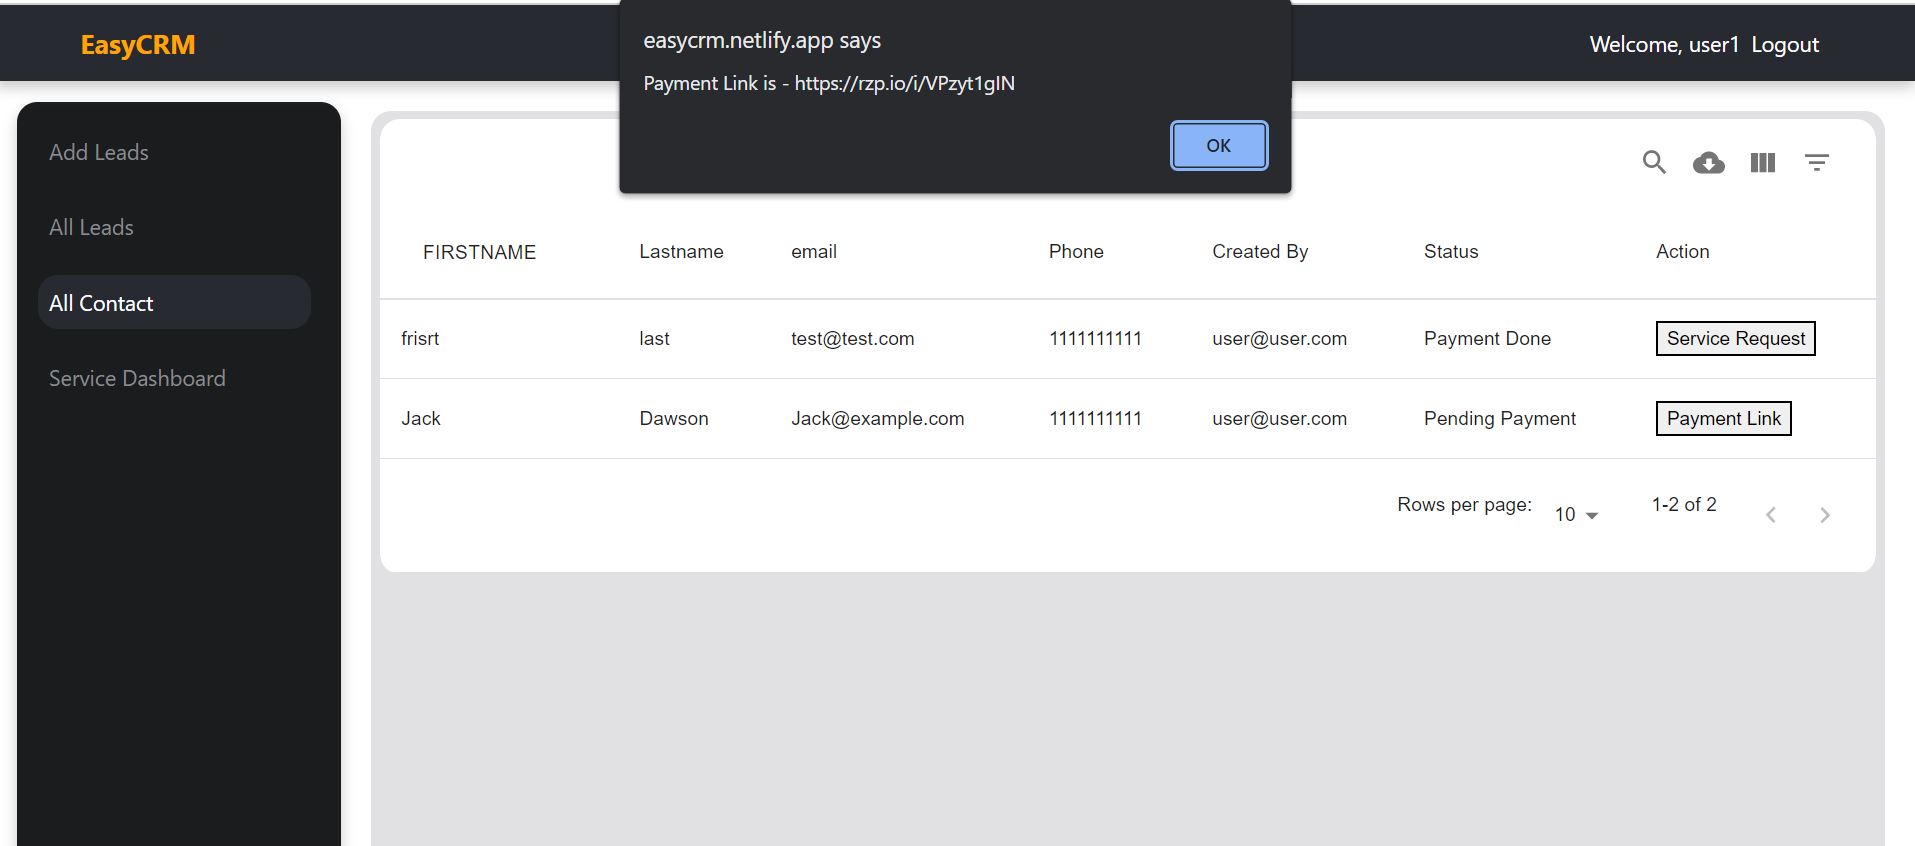 EasyCRM
easycrm.netlify.app says
Payment Link is - https://rzp.io/i/VPzyt1gIN
OK
Welcome, user1 Logout
Add Leads
All Leads
All Contact
Service Dashboard
FIRSTNAME Lastname email Phone Created By Status Action
frisrt last test@test.com 1111111111 user@user.com Payment Done Service Request
Jack Dawson Jack@example.com 1111111111 user@user.com Pending Payment Payment Link
Rows per page: 10 1-2 of 2